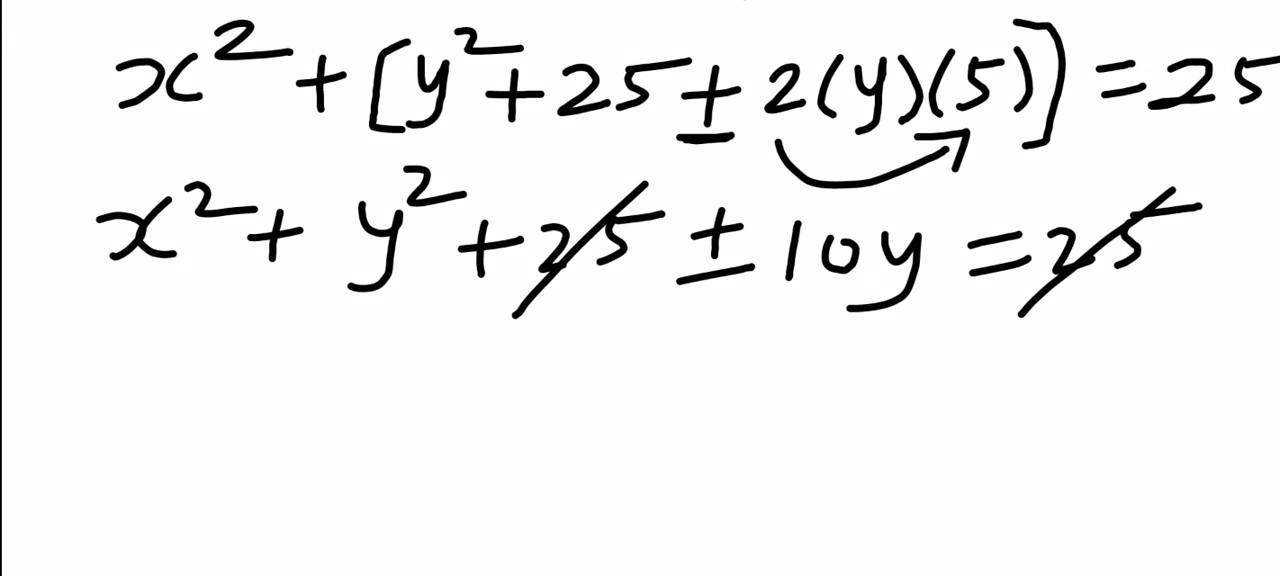 x² + [y² + 25 ± 2(y)(5)] = 25
x² + y² + 25 ± 10y = 25